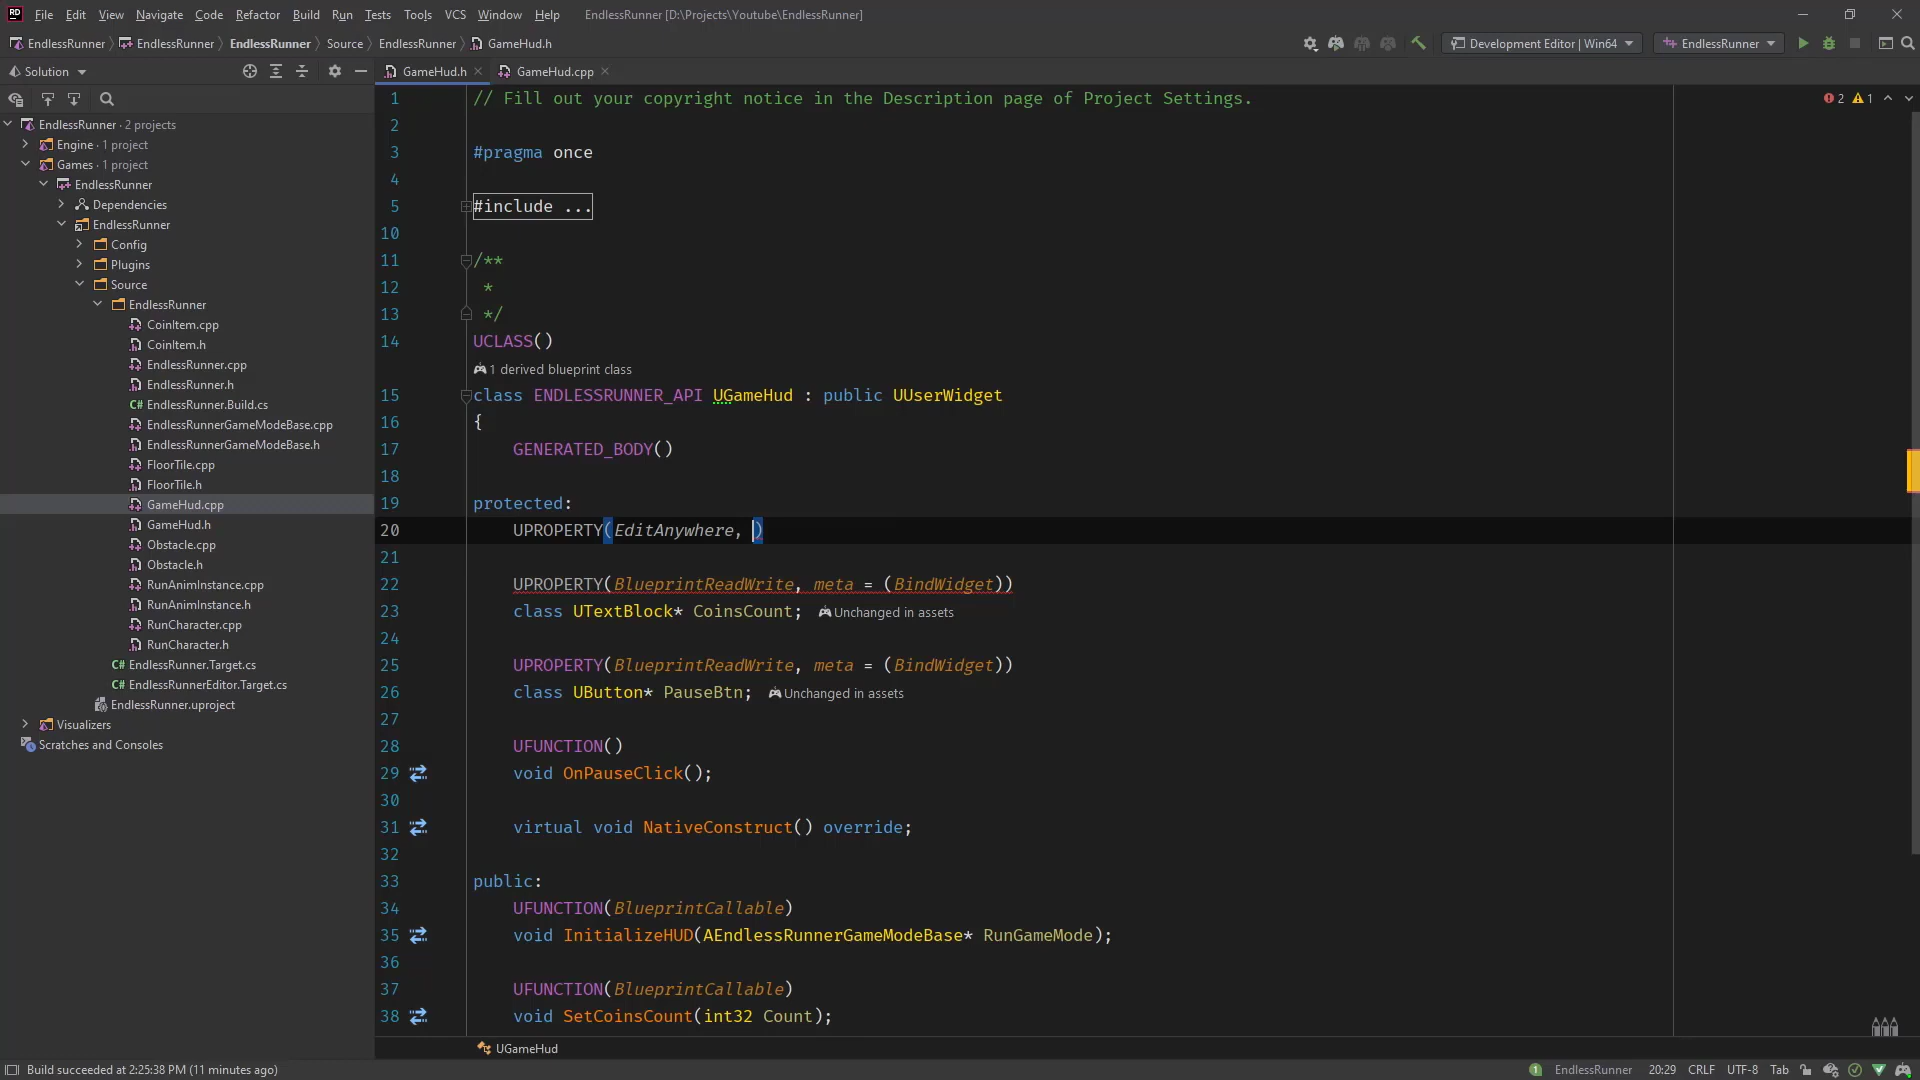 RD File Edit View Navigate Code Refactor Build Run Tests Tools VCS Window Help EndlessRunner [D:\Projects\Youtube\EndlessRunner]
EndlessRunner EndlessRunner EndlessRunner Source EndlessRunner GameHud.h Development Editor | Win64 EndlessRunner
Solution GameHud.h GameHud.cpp
EndlessRunner · 2 projects
Engine · 1 project
Games · 1 project
EndlessRunner
Dependencies
EndlessRunner
Config
Plugins
Source
EndlessRunner
CoinItem.cpp
CoinItem.h
EndlessRunner.cpp
EndlessRunner.h
C# EndlessRunner.Build.cs
EndlessRunnerGameModeBase.cpp
EndlessRunnerGameModeBase.h
FloorTile.cpp
FloorTile.h
GameHud.cpp
GameHud.h
Obstacle.cpp
Obstacle.h
RunAnimInstance.cpp
RunAnimInstance.h
RunCharacter.cpp
RunCharacter.h
C# EndlessRunner.Target.cs
C# EndlessRunnerEditor.Target.cs
EndlessRunner.uproject
Visualizers
Scratches and Consoles
1 // Fill out your copyright notice in the Description page of Project Settings. 2 1
2
3 #pragma once
4
5 #include ...
10
11 /**
12 *
13 */
14 UCLASS()
1 derived blueprint class
15 class ENDLESSRUNNER_API UGameHud : public UUserWidget
16 {
17 GENERATED_BODY()
18
19 protected:
20 UPROPERTY(EditAnywhere, )
21
22 UPROPERTY(BlueprintReadWrite, meta = (BindWidget))
23 class UTextBlock* CoinsCount; Unchanged in assets
24
25 UPROPERTY(BlueprintReadWrite, meta = (BindWidget))
26 class UButton* PauseBtn; Unchanged in assets
27
28 UFUNCTION()
29 void OnPauseClick();
30
31 virtual void NativeConstruct() override;
32
33 public:
34 UFUNCTION(BlueprintCallable)
35 void InitializeHUD(AEndlessRunnerGameModeBase* RunGameMode);
36
37 UFUNCTION(BlueprintCallable)
38 void SetCoinsCount(int32 Count);
UGameHud
Build succeeded at 2:25:38 PM (11 minutes ago) 1 EndlessRunner 20:29 CRLF UTF-8 Tab